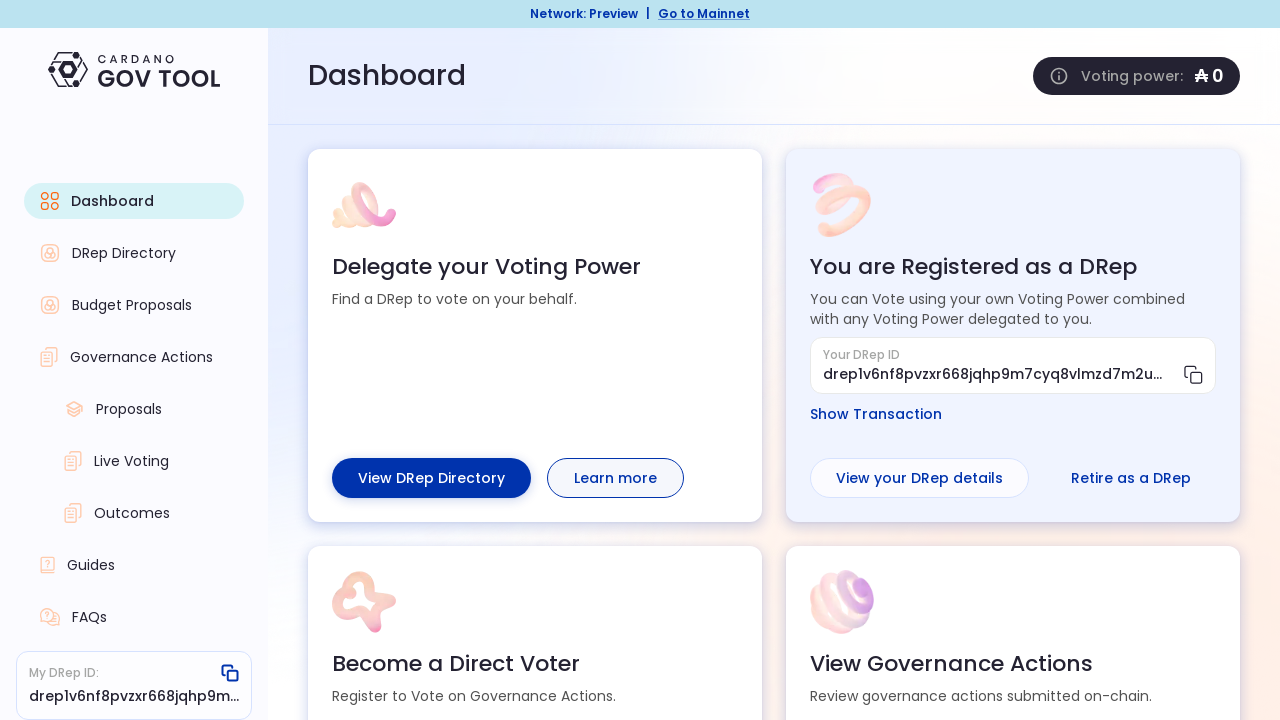 Network: Preview | Go to Mainnet
CARDANO
GOV TOOL
Dashboard
Voting power: ₳ 0
Dashboard
DRep Directory
Budget Proposals
Governance Actions
Proposals
Live Voting
Outcomes
Guides
FAQs
My DRep ID:
drep1v6nf8pvzxr668jqhp9m...
Delegate your Voting Power
Find a DRep to vote on your behalf.
View DRep Directory
Learn more
You are Registered as a DRep
You can Vote using your own Voting Power combined
with any Voting Power delegated to you.
Your DRep ID
drep1v6nf8pvzxr668jqhp9m7cyq8vlmzd7m2u...
Show Transaction
View your DRep details
Retire as a DRep
Become a Direct Voter
Register to Vote on Governance Actions.
View Governance Actions
Review governance actions submitted on-chain.